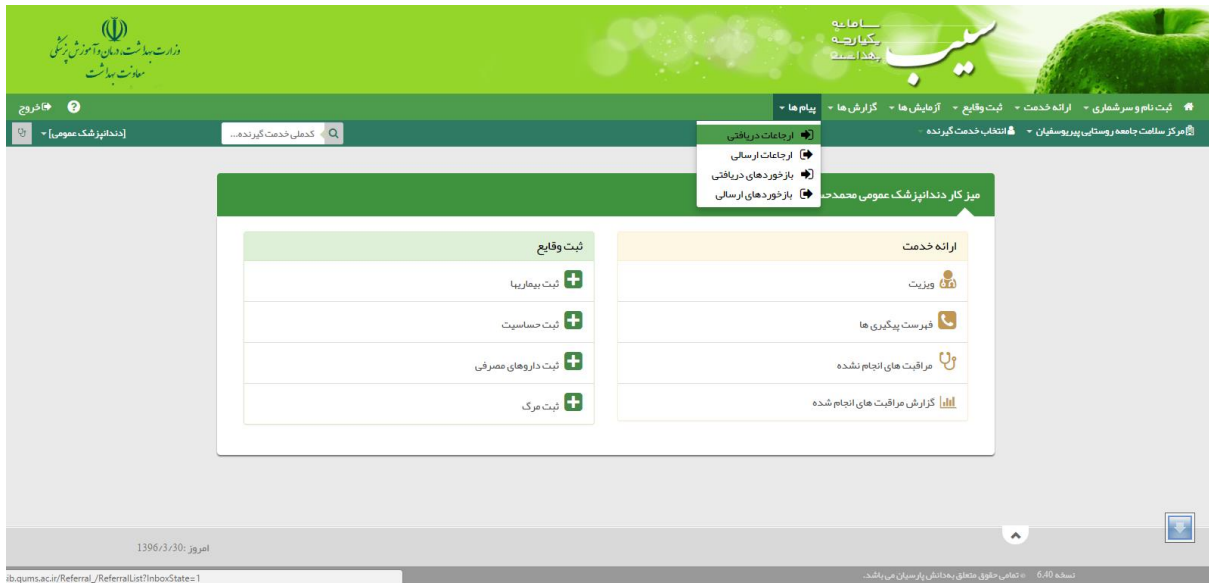 سامانه
یکپارچه
بهداشت
سیب
وزارت بهداشت، درمان و آموزش پزشکی
معاونت بهداشت
ثبت نام و سرشماری
ارائه خدمت
ثبت وقایع
آزمایش ها
گزارش ها
پیام ها
خروج
مرکز سلامت جامعه روستایی پیریوسفیان
انتخاب خدمت گیرنده
کدملی خدمت گیرنده...
[دندانپزشک عمومی]
ارجاعات دریافتی
ارجاعات ارسالی
بازخوردهای دریافتی
بازخوردهای ارسالی
میز کار دندانپزشک عمومی
ارائه خدمت
ویزیت
فهرست پیگیری ها
مراقبت های انجام نشده
گزارش مراقبت های انجام شده
ثبت وقایع
ثبت بیماریها
ثبت حساسیت
ثبت داروهای مصرفی
ثبت مرگ
امروز :1396/3/30
نسخه 6.40 © تمامی حقوق متعلق به دانش پارسیان می باشد.
ib.qums.ac.ir/Referral_/ReferralList?InboxState=1